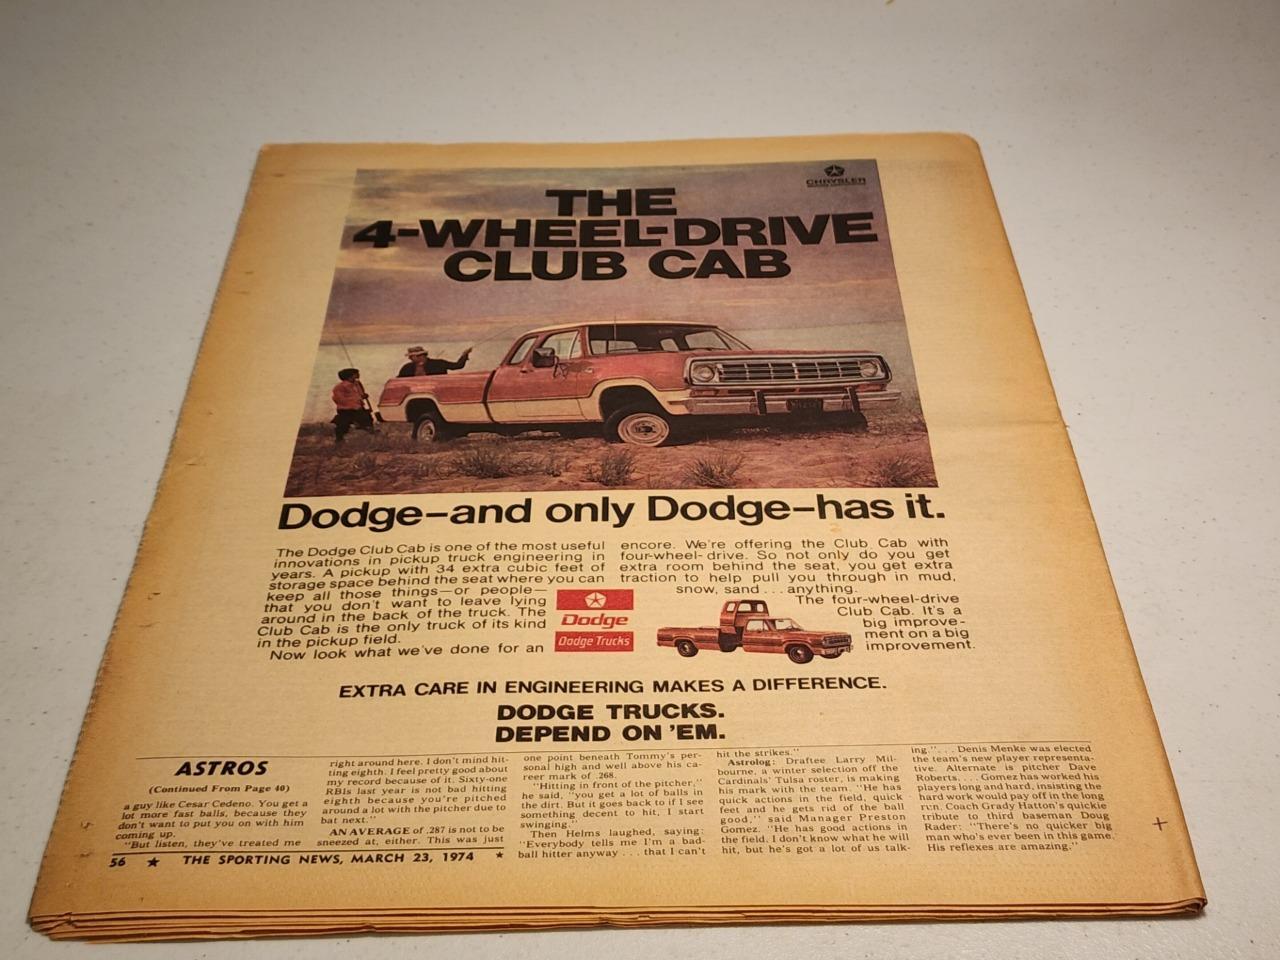 CHRYSLER
THE
4-WHEEL-DRIVE
CLUB CAB
Dodge—and only Dodge—has it.
The Dodge Club Cab is one of the most useful
innovations in pickup truck engineering in
years. A pickup with 34 extra cubic feet of
storage space behind the seat where you can
keep all those things—or people—
that you don't want to leave lying
around in the back of the truck. The
Club Cab is the only truck of its kind
in the pickup field.
Now look what we've done for an
encore. We're offering the Club Cab with
four-wheel-drive. So not only do you get
extra room behind the seat, you get extra
traction to help pull you through in mud,
snow, sand . . . anything.
The four-wheel-drive
Club Cab. It's a
big improve-
ment on a big
improvement.
Dodge
Dodge Trucks
EXTRA CARE IN ENGINEERING MAKES A DIFFERENCE.
DODGE TRUCKS.
DEPEND ON 'EM.
ASTROS
(Continued From Page 40)
a guy like Cesar Cedeno. You get a
lot more fast balls, because they
don't want to put you on with him
coming up.
"But listen, they've treated me
right around here. I don't mind hit-
ting eighth. I feel pretty good about
my record because of it. Sixty-one
RBIs last year is not bad hitting
eighth because you're pitched
around a lot with the pitcher due to
bat next."
AN AVERAGE of .287 is not to be
sneezed at, either. This was just
one point beneath Tommy's per-
sonal high and well above his ca-
reer mark of .268.
"Hitting in front of the pitcher,"
he said, "you get a lot of balls in
the dirt. But it goes back to if I see
something decent to hit, I start
swinging."
Then Helms laughed, saying:
"Everybody tells me I'm a bad-
ball hitter anyway . . . that I can't
hit the strikes."
Astrolog: Draftee Larry Mil-
bourne, a winter selection off the
Cardinals' Tulsa roster, is making
his mark with the team. "He has
quick actions in the field, quick
feet and he gets rid of the ball
good," said Manager Preston
Gomez. "He has good actions in
the field. I don't know what he will
hit, but he's got a lot of us talk-
ing." . . . Denis Menke was elected
the team's new player representa-
tive. Alternate is pitcher Dave
Roberts. . . . Gomez has worked his
players long and hard, insisting the
hard work would pay off in the long
run. Coach Grady Hatton's quickie
tribute to third baseman Doug
Rader: "There's no quicker big
man who's ever been in this game.
His reflexes are amazing."
56 ★ THE SPORTING NEWS, MARCH 23, 1974 ★